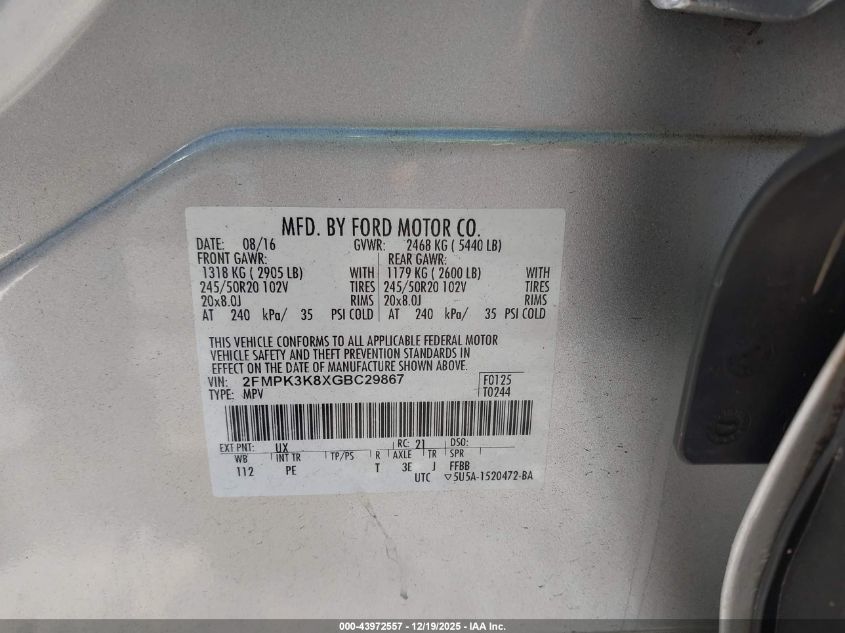 MFD. BY FORD MOTOR CO.
DATE: 08/16 GVWR: 2468 KG ( 5440 LB)
FRONT GAWR: REAR GAWR:
1318 KG ( 2905 LB) WITH 1179 KG ( 2600 LB) WITH
245/50R20 102V TIRES 245/50R20 102V TIRES
20x8.0J RIMS 20x8.0J RIMS
AT 240 kPa/ 35 PSI COLD AT 240 kPa/ 35 PSI COLD
THIS VEHICLE CONFORMS TO ALL APPLICABLE FEDERAL MOTOR
VEHICLE SAFETY AND THEFT PREVENTION STANDARDS IN
EFFECT ON THE DATE OF MANUFACTURE SHOWN ABOVE.
VIN: 2FMPK3K8XGBC29867 F0125
TYPE: MPV T0244
EXT PNT: UX RC: 21 DSO:
WB INT TR TP/PS R AXLE TR SPR
112 PE T 3E J FFBB
UTC ▽5U5A-1520472-BA
000-43972557 - 12/19/2025 - IAA Inc.